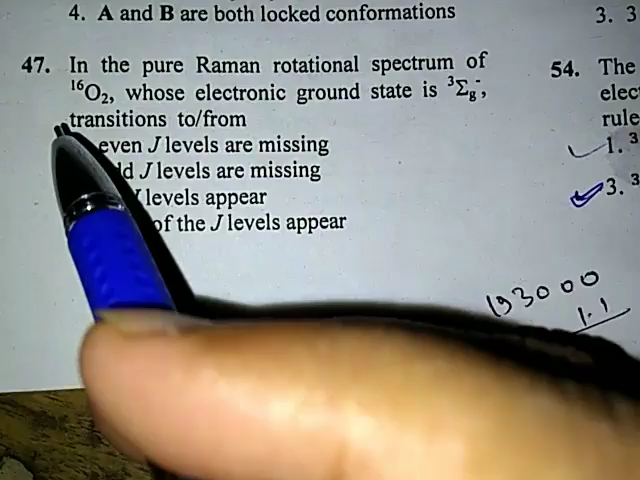 4. A and B are both locked conformations
3. 3
47. In the pure Raman rotational spectrum of
¹⁶O₂, whose electronic ground state is ³Σg⁻,
transitions to/from
even J levels are missing
J levels are missing
levels appear
of the J levels appear
54. The
elec
rule
1. ³
3. ³
193000
1.1